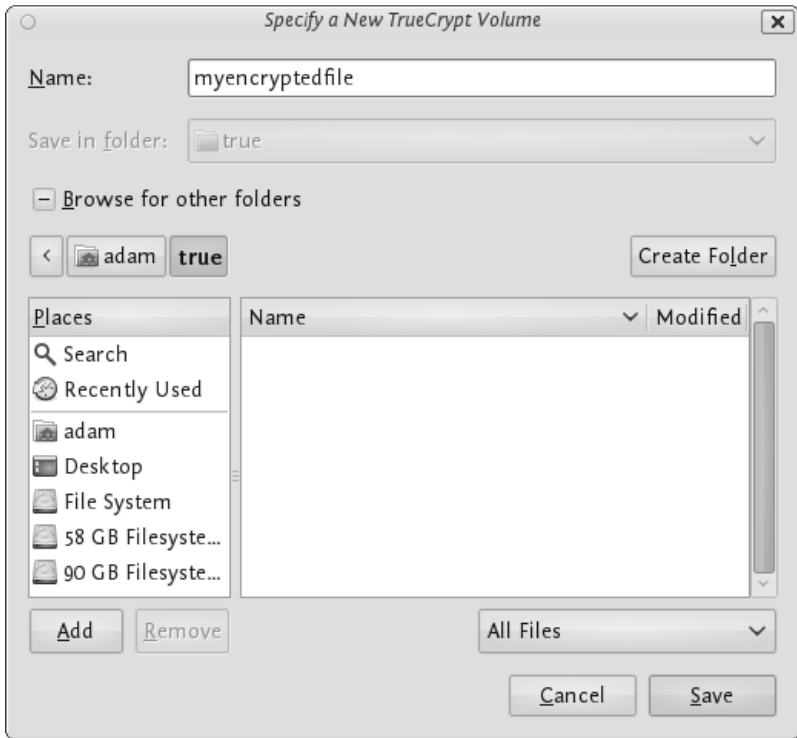 Specify a New TrueCrypt Volume
Name: myencryptedfile
Save in folder: true
Browse for other folders
adam true Create Folder
Places Name Modified
Search
Recently Used
adam
Desktop
File System
58 GB Filesyste...
90 GB Filesyste...
Add Remove All Files
Cancel Save